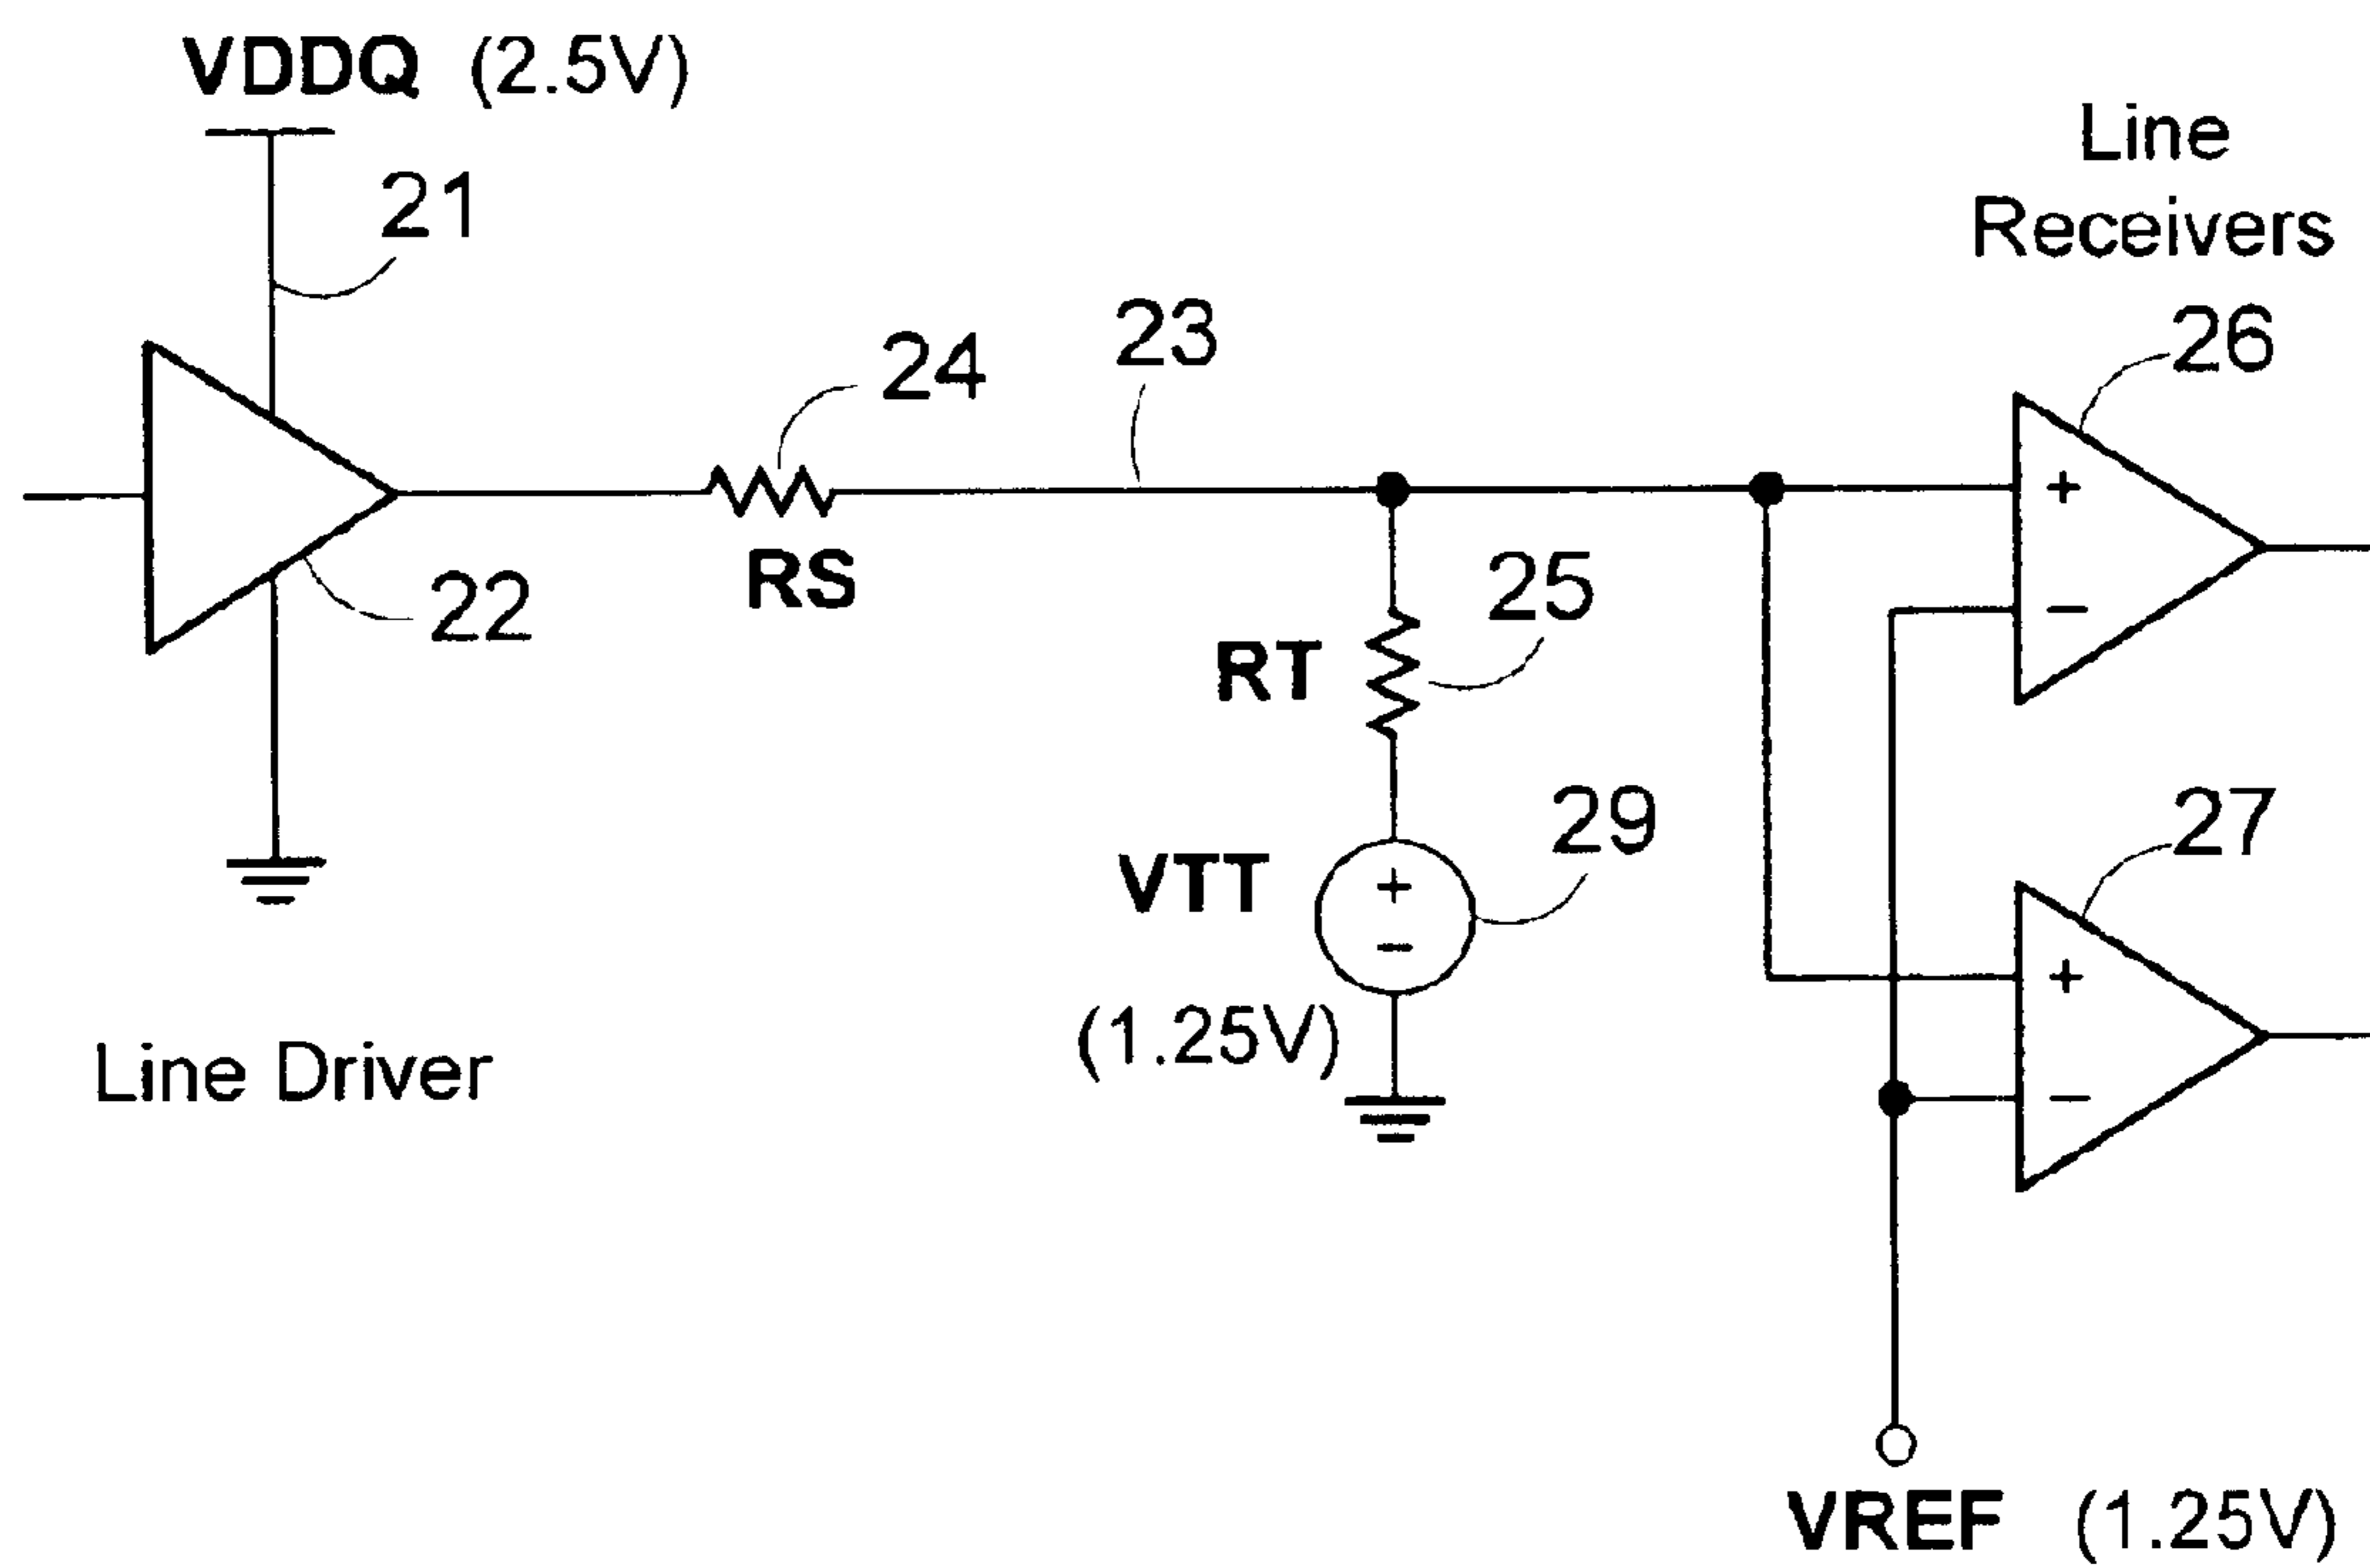 VDDQ (2.5V)
21
Line
Receivers
23
24
26
+
−
RS
22
25
RT
29
27
VTT
+
−
(1.25V)
+
−
Line Driver
VREF (1.25V)